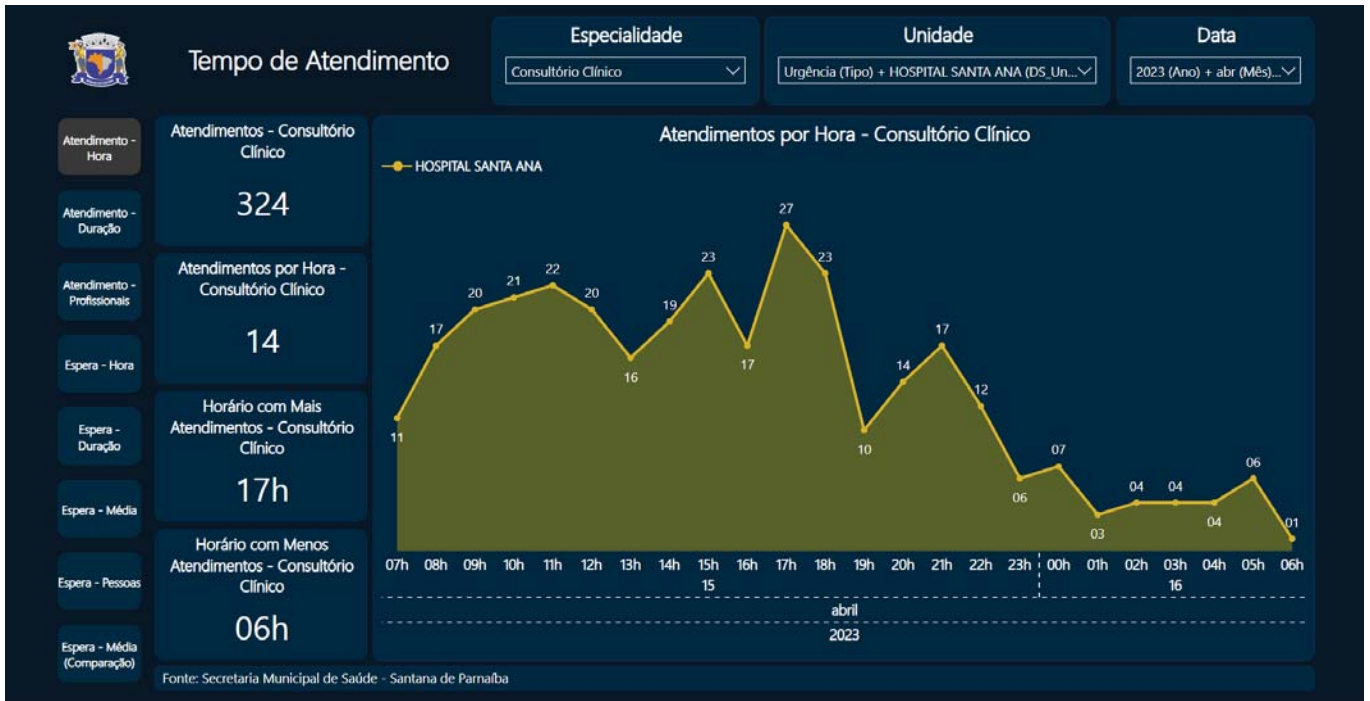 Tempo de Atendimento
Especialidade
Consultório Clínico
Unidade
Urgência (Tipo) + HOSPITAL SANTA ANA (DS_Un...
Data
2023 (Ano) + abr (Mês)...
Atendimento -
Hora
Atendimento -
Duração
Atendimento -
Profissionais
Espera - Hora
Espera -
Duração
Espera - Média
Espera - Pessoas
Espera - Média
(Comparação)
Atendimentos - Consultório
Clínico
324
Atendimentos por Hora -
Consultório Clínico
14
Horário com Mais
Atendimentos - Consultório
Clínico
17h
Horário com Menos
Atendimentos - Consultório
Clínico
06h
Atendimentos por Hora - Consultório Clínico
HOSPITAL SANTA ANA
11 17 20 21 22 20 16 19 23 17 27 23 10 14 17 12 06 07 03 04 04 04 06 01
07h 08h 09h 10h 11h 12h 13h 14h 15h 16h 17h 18h 19h 20h 21h 22h 23h 00h 01h 02h 03h 04h 05h 06h
15 16
abril
2023
Fonte: Secretaria Municipal de Saúde - Santana de Parnaíba